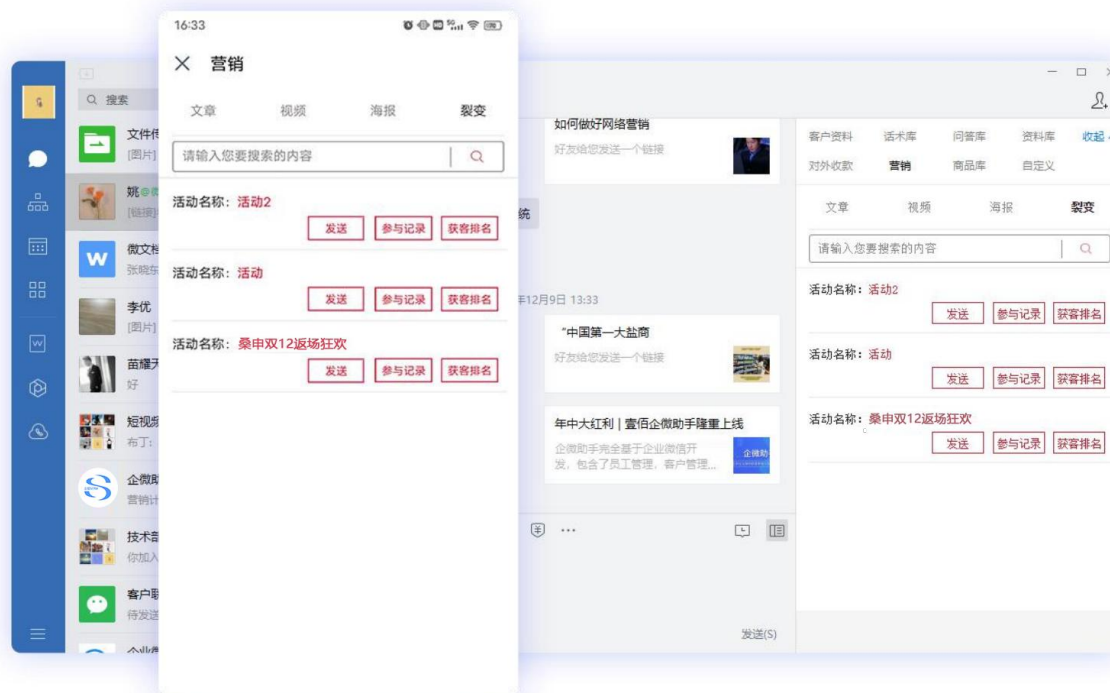 16:33
HD 5G
营销
文章 视频 海报 裂变
请输入您要搜索的内容
活动名称：活动2
发送 参与记录 获客排名
活动名称：活动
发送 参与记录 获客排名
活动名称：桑申双12返场狂欢
发送 参与记录 获客排名
搜索
文件传
[图片]
姚@微
[链接]
微文档
张晓东
李优
[图片]
苗耀天
好
短视频
布丁：
企微助
营销计
技术部
你加入
客户联
待发送
企业微
如何做好网络营销
好友给您发送一个链接
统
年12月9日 13:33
“中国第一大盐商
好友给您发送一个链接
年中大红利 | 壹佰企微助手隆重上线
企微助手完全基于企业微信开
发，包含了员工管理，客户管理...
企微助
发送(S)
客户资料 话术库 问答库 资料库 收起
对外收款 营销 商品库 自定义
文章 视频 海报 裂变
请输入您要搜索的内容
活动名称：活动2
发送 参与记录 获客排名
活动名称：活动
发送 参与记录 获客排名
活动名称：桑申双12返场狂欢
发送 参与记录 获客排名